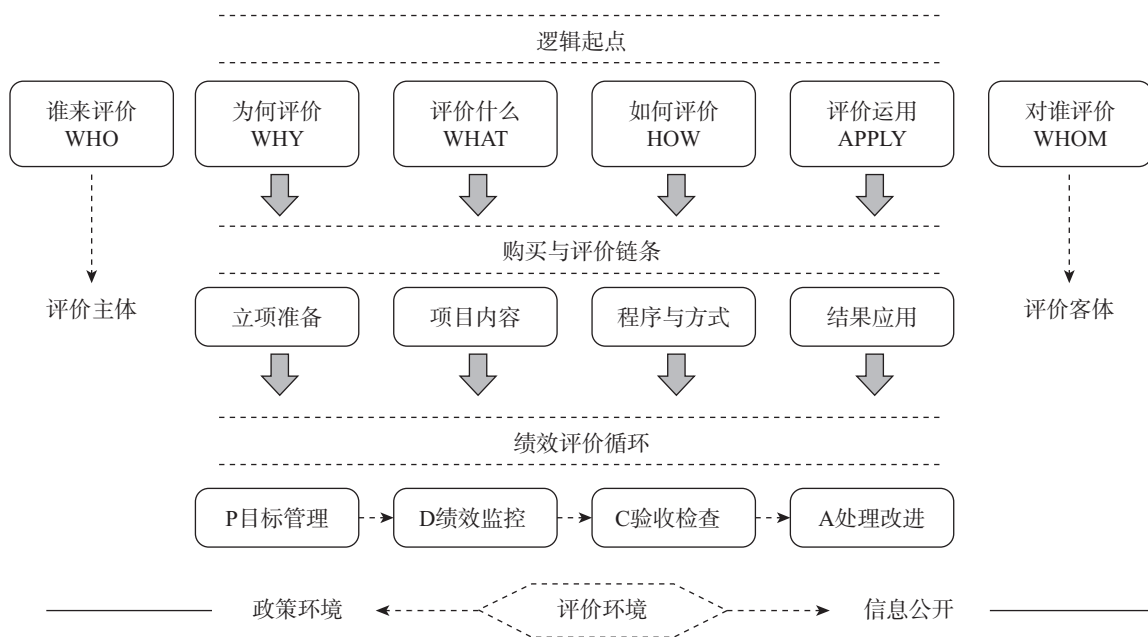 逻辑起点
谁来评价
WHO
为何评价
WHY
评价什么
WHAT
如何评价
HOW
评价运用
APPLY
对谁评价
WHOM
购买与评价链条
评价主体
立项准备
项目内容
程序与方式
结果应用
评价客体
绩效评价循环
P目标管理
D绩效监控
C验收检查
A处理改进
政策环境
评价环境
信息公开